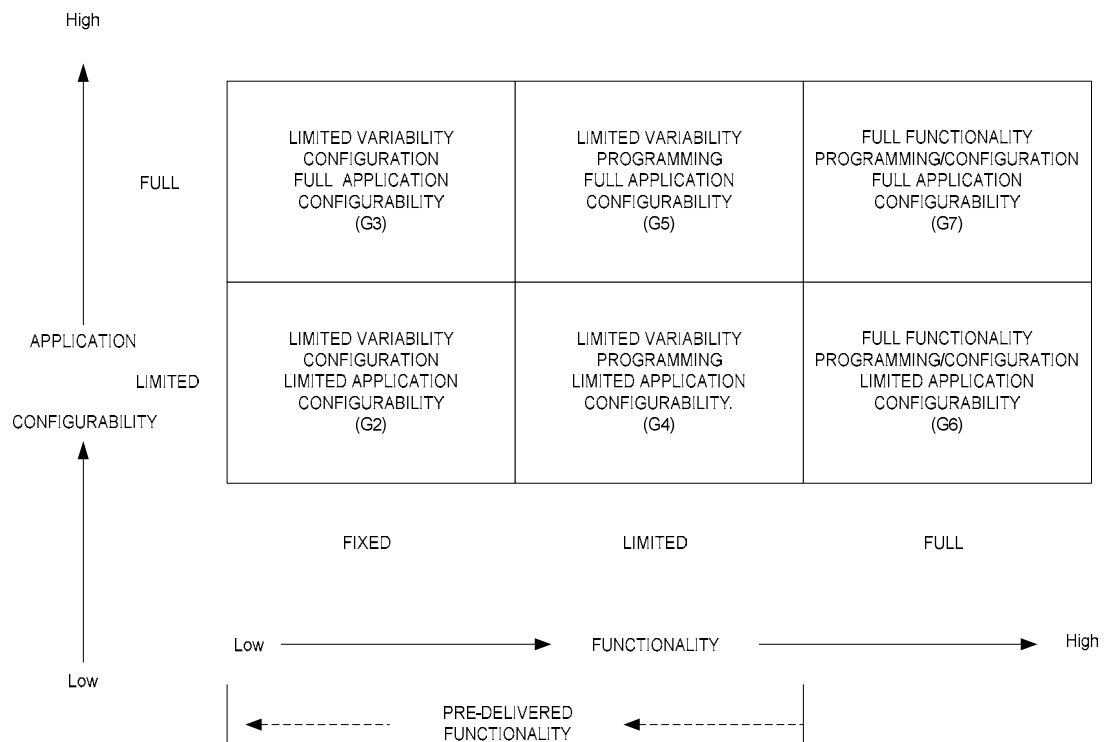 High
LIMITED VARIABILITY
CONFIGURATION
FULL APPLICATION
CONFIGURABILITY
(G3)
LIMITED VARIABILITY
PROGRAMMING
FULL APPLICATION
CONFIGURABILITY
(G5)
FULL FUNCTIONALITY
PROGRAMMING/CONFIGURATION
FULL APPLICATION
CONFIGURABILITY
(G7)
FULL
APPLICATION
LIMITED
CONFIGURABILITY
LIMITED VARIABILITY
CONFIGURATION
LIMITED APPLICATION
CONFIGURABILITY
(G2)
LIMITED VARIABILITY
PROGRAMMING
LIMITED APPLICATION
CONFIGURABILITY.
(G4)
FULL FUNCTIONALITY
PROGRAMMING/CONFIGURATION
LIMITED APPLICATION
CONFIGURABILITY
(G6)
FIXED
LIMITED
FULL
Low
FUNCTIONALITY
High
Low
PRE-DELIVERED
FUNCTIONALITY